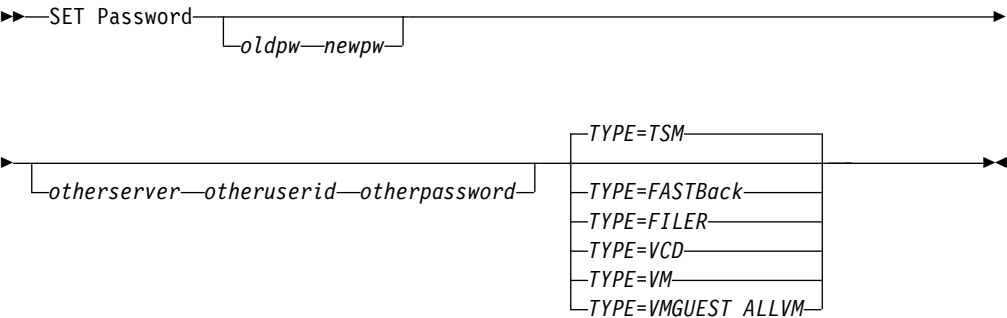 SET Password
oldpw newpw
TYPE=TSM
otherserver otheruserid otherpassword
TYPE=FASTBack
TYPE=FILER
TYPE=VCD
TYPE=VM
TYPE=VMGUEST ALLVM